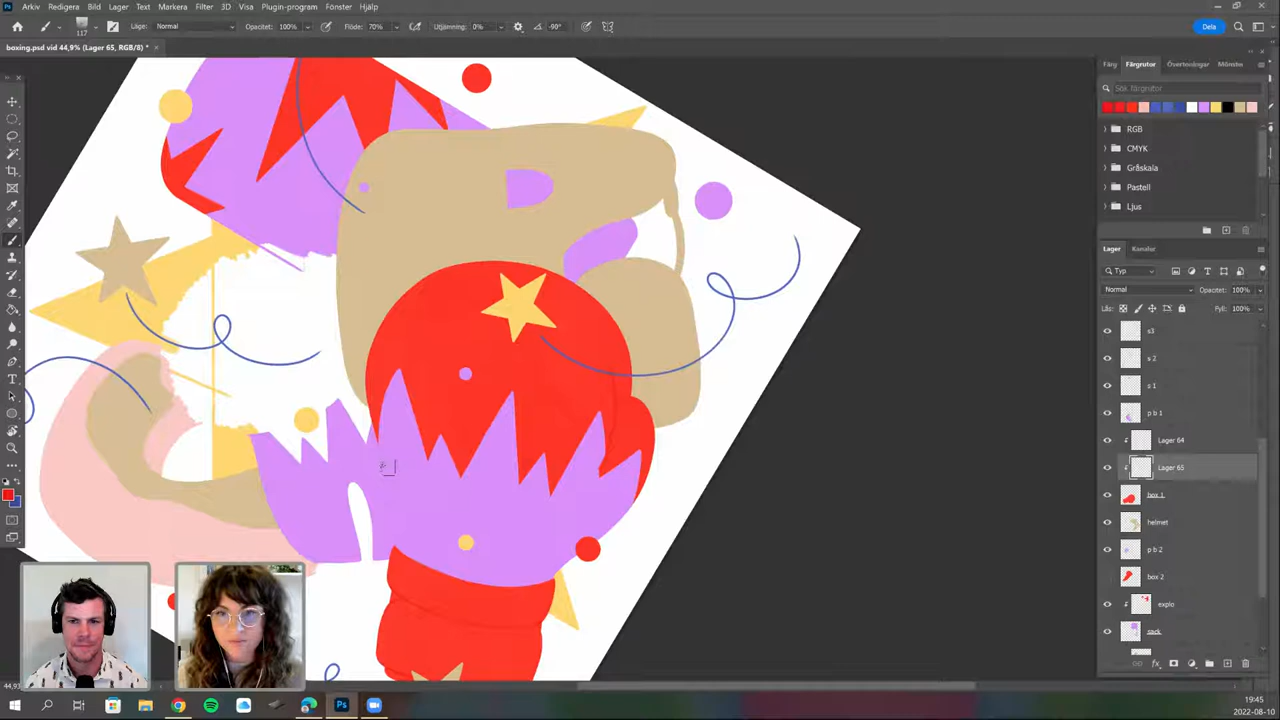 Arkiv Redigera Bild Lager Text Markera Filter 3D Visa Plugin-program Fönster Hjälp
117 Läge: Normal Opacitet: 100% Flöde: 70% Utjämning: 0% -90° Dela
boxing.psd vid 44,9% (Lager 65, RGB/8) *
Färg Färgrutor Övertoningar Mönster
Sök färgrutor
RGB
CMYK
Gråskala
Pastell
Ljus
Lager Kanaler
Typ
Normal Opacitet: 100%
Lås: Fyll: 100%
s3
s 2
s 1
p b 1
Lager 64
Lager 65
box 1
helmet
p b 2
box 2
explo
sack
19:45
2022-08-10